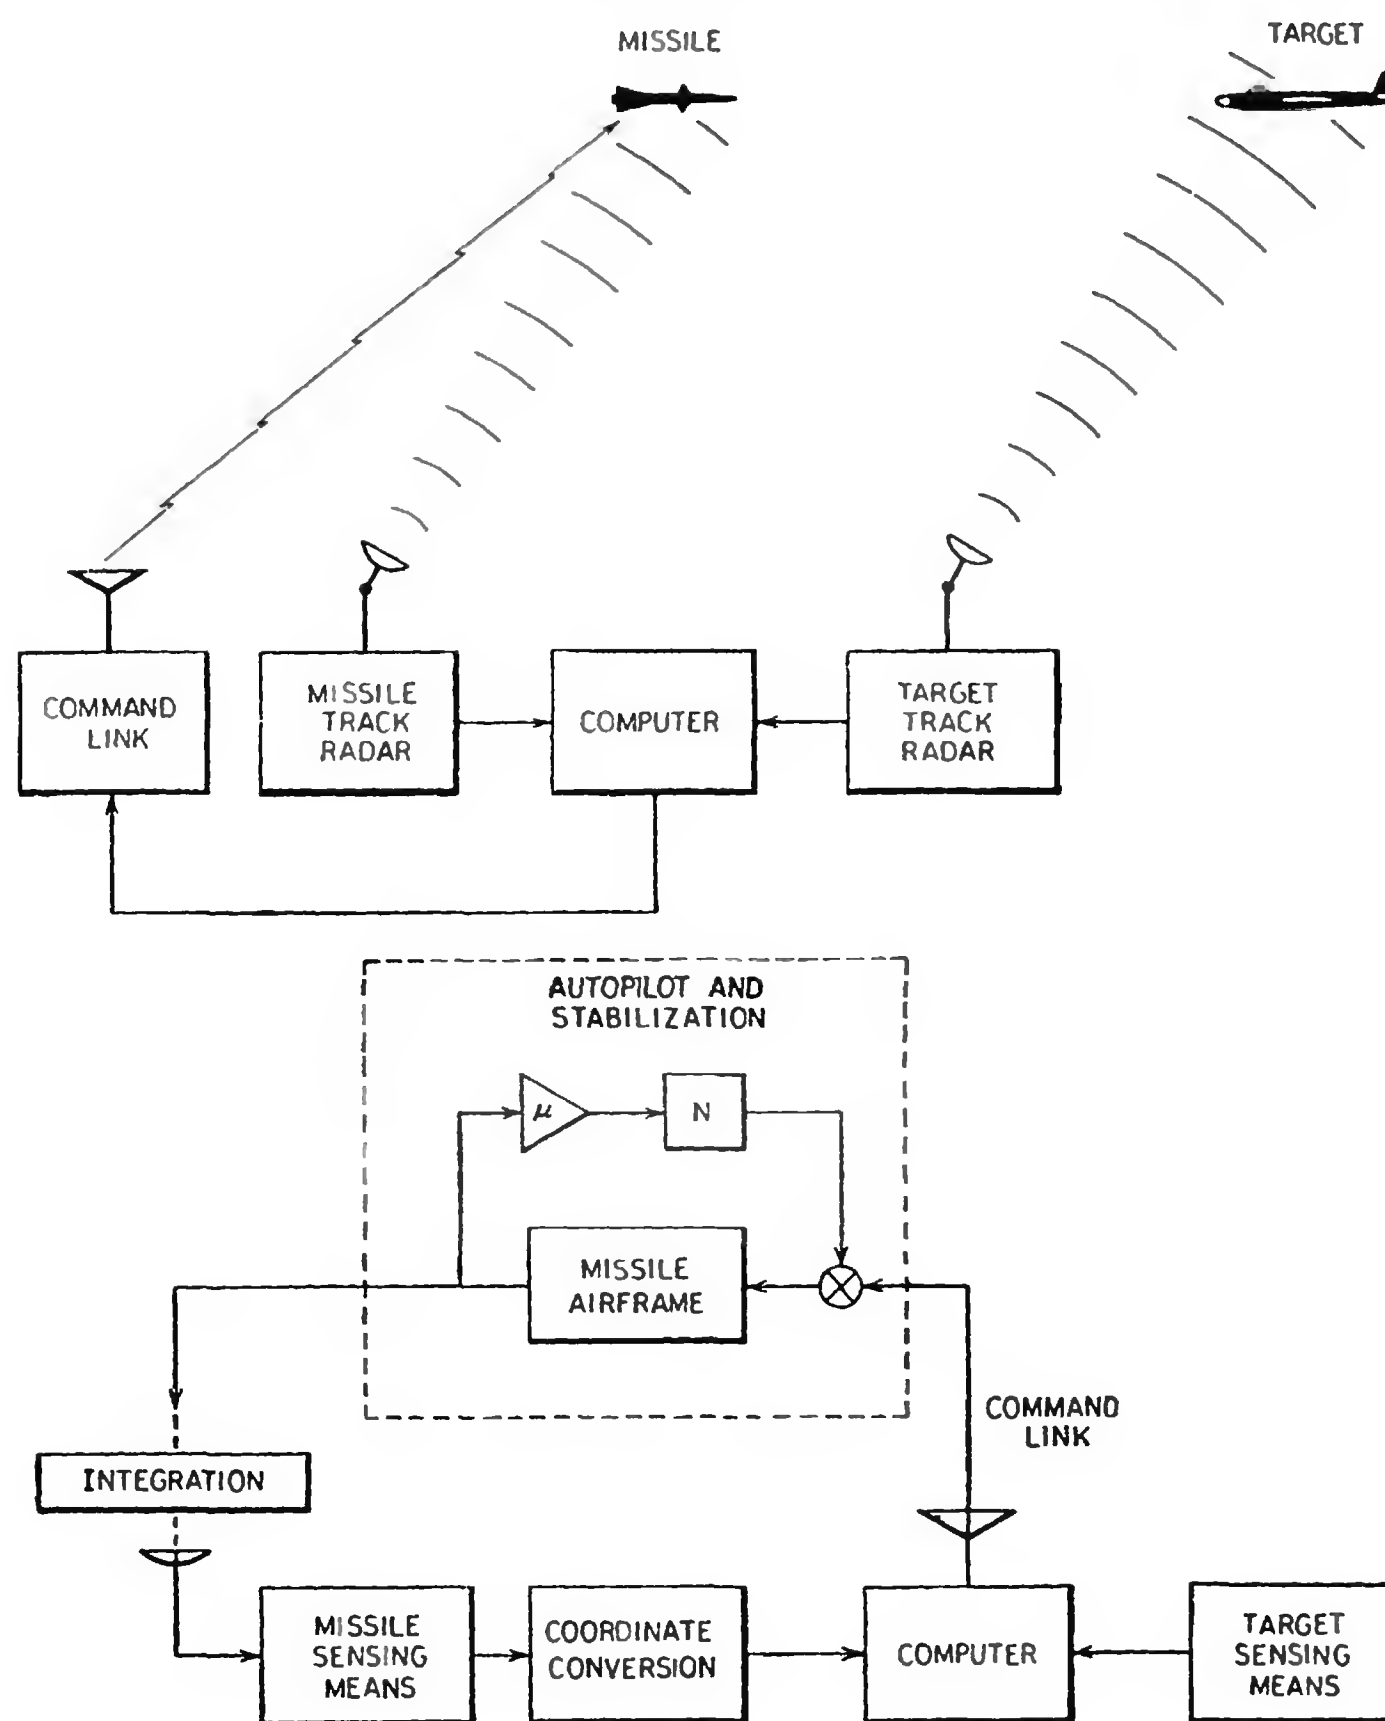 MISSILE
TARGET
COMMAND
LINK
MISSILE
TRACK
RADAR
COMPUTER
TARGET
TRACK
RADAR
AUTOPILOT AND
STABILIZATION
μ
N
MISSILE
AIRFRAME
COMMAND
LINK
INTEGRATION
MISSILE
SENSING
MEANS
COORDINATE
CONVERSION
COMPUTER
TARGET
SENSING
MEANS